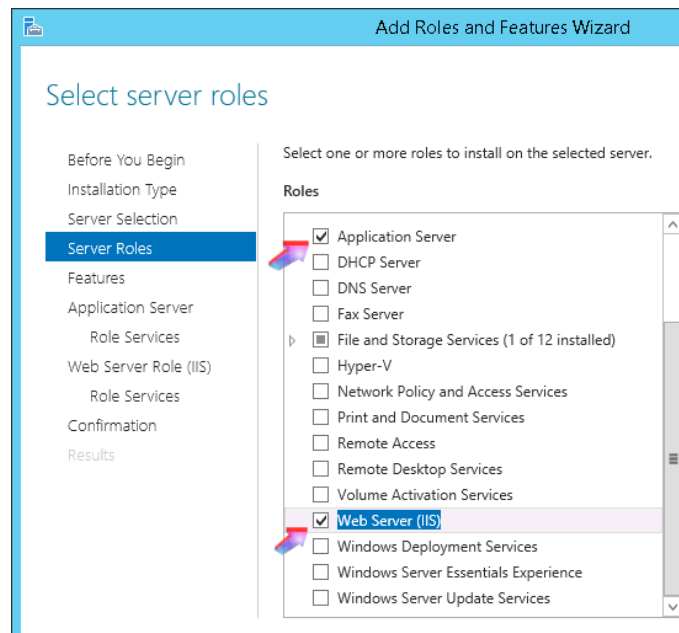 Add Roles and Features Wizard
Select server roles
Before You Begin
Installation Type
Server Selection
Server Roles
Features
Application Server
Role Services
Web Server Role (IIS)
Role Services
Confirmation
Results
Select one or more roles to install on the selected server.
Roles
Application Server
DHCP Server
DNS Server
Fax Server
File and Storage Services (1 of 12 installed)
Hyper-V
Network Policy and Access Services
Print and Document Services
Remote Access
Remote Desktop Services
Volume Activation Services
Web Server (IIS)
Windows Deployment Services
Windows Server Essentials Experience
Windows Server Update Services